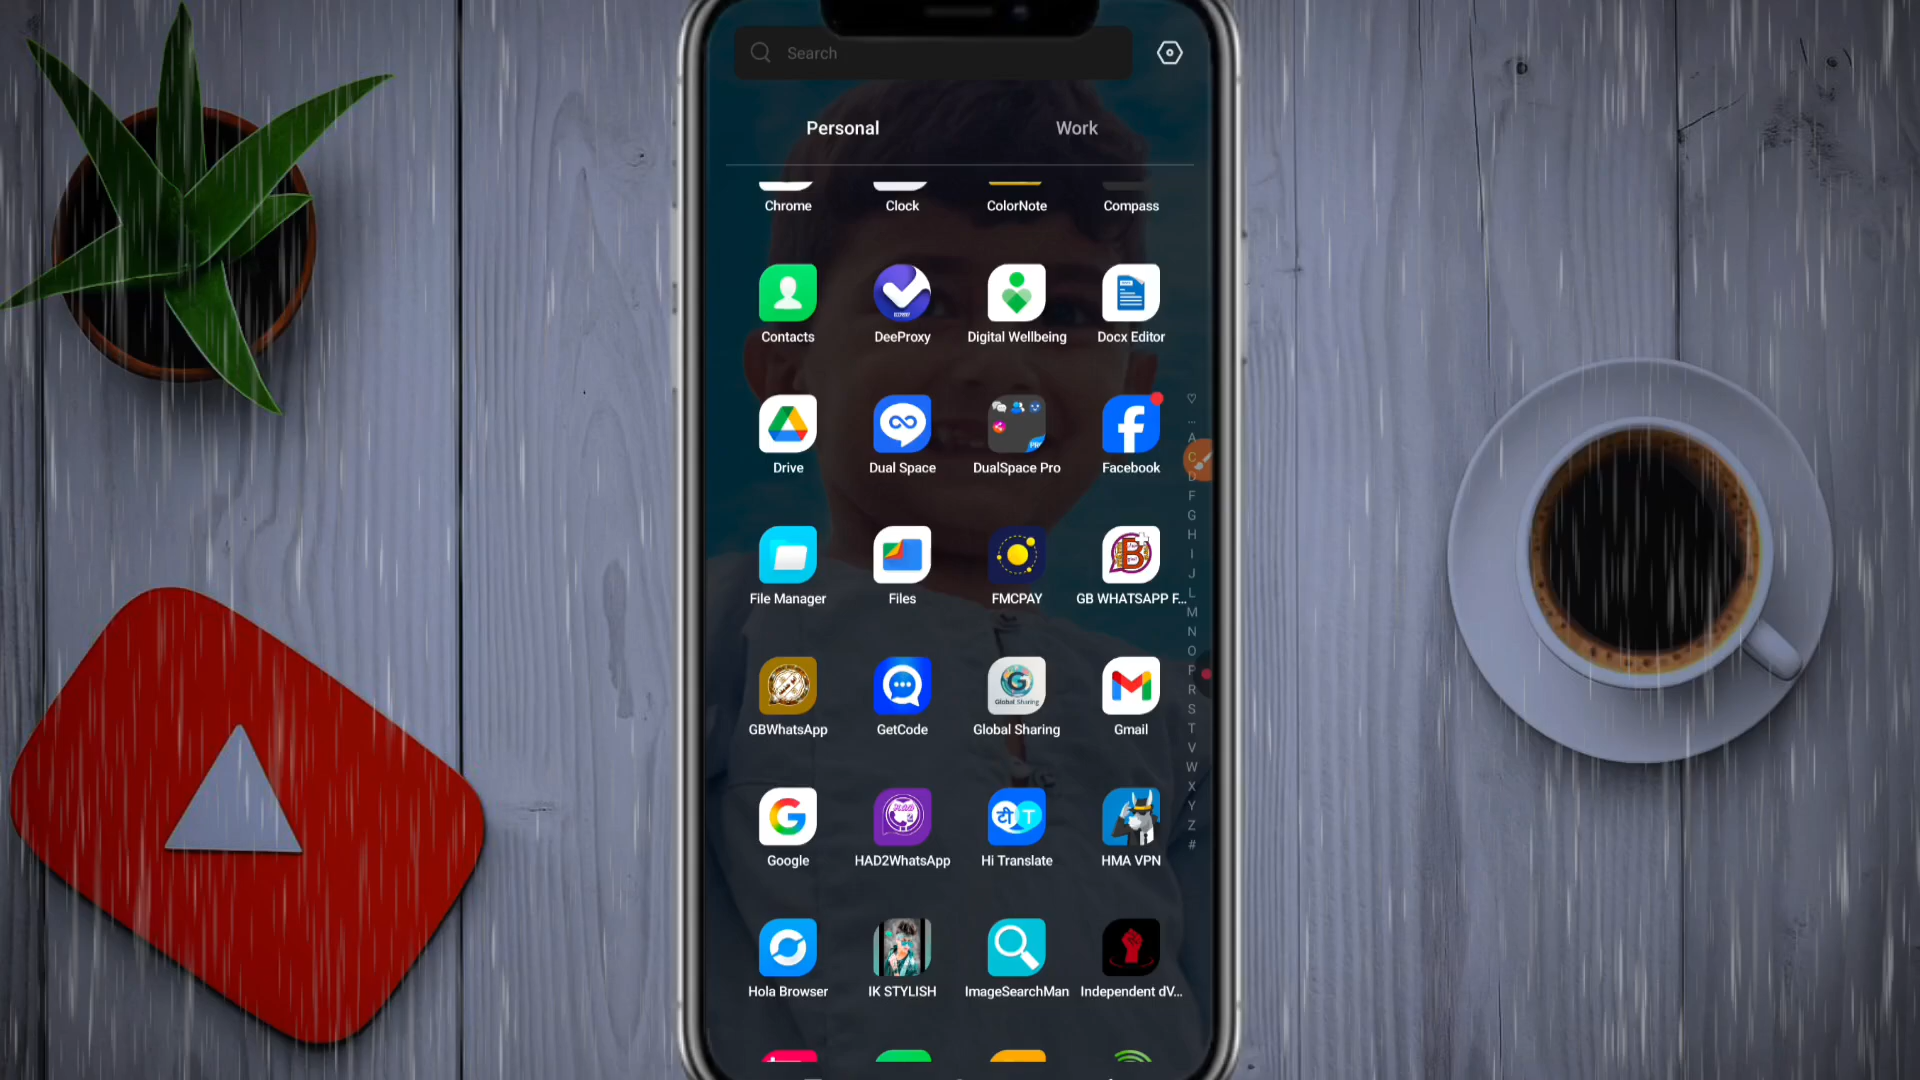 Search
Personal Work
Chrome Clock ColorNote Compass
Contacts DeeProxy Digital Wellbeing Docx Editor
Drive Dual Space DualSpace Pro Facebook
File Manager Files FMCPAY GB WHATSAPP F...
GBWhatsApp GetCode Global Sharing Gmail
Global Sharing
Google HAD2WhatsApp Hi Translate HMA VPN
Hola Browser IK STYLISH ImageSearchMan Independent dV...
...
A
C
D
F
G
H
I
J
L
M
N
O
P
R
S
T
V
W
X
Y
Z
#